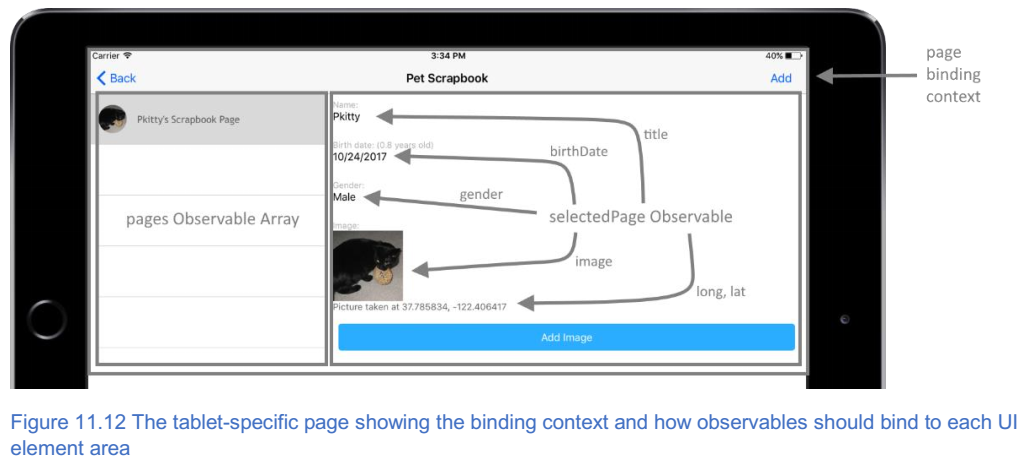 Carrier 3:34 PM 40%
Back Pet Scrapbook Add
page
binding
context
Pkitty's Scrapbook Page
pages Observable Array
Name:
Pkitty
title
Birth date: (0.8 years old)
10/24/2017
birthDate
Gender:
Male
gender
selectedPage Observable
Image:
image
long, lat
Picture taken at 37.785834, -122.406417
Add Image
Figure 11.12 The tablet-specific page showing the binding context and how observables should bind to each UI
element area